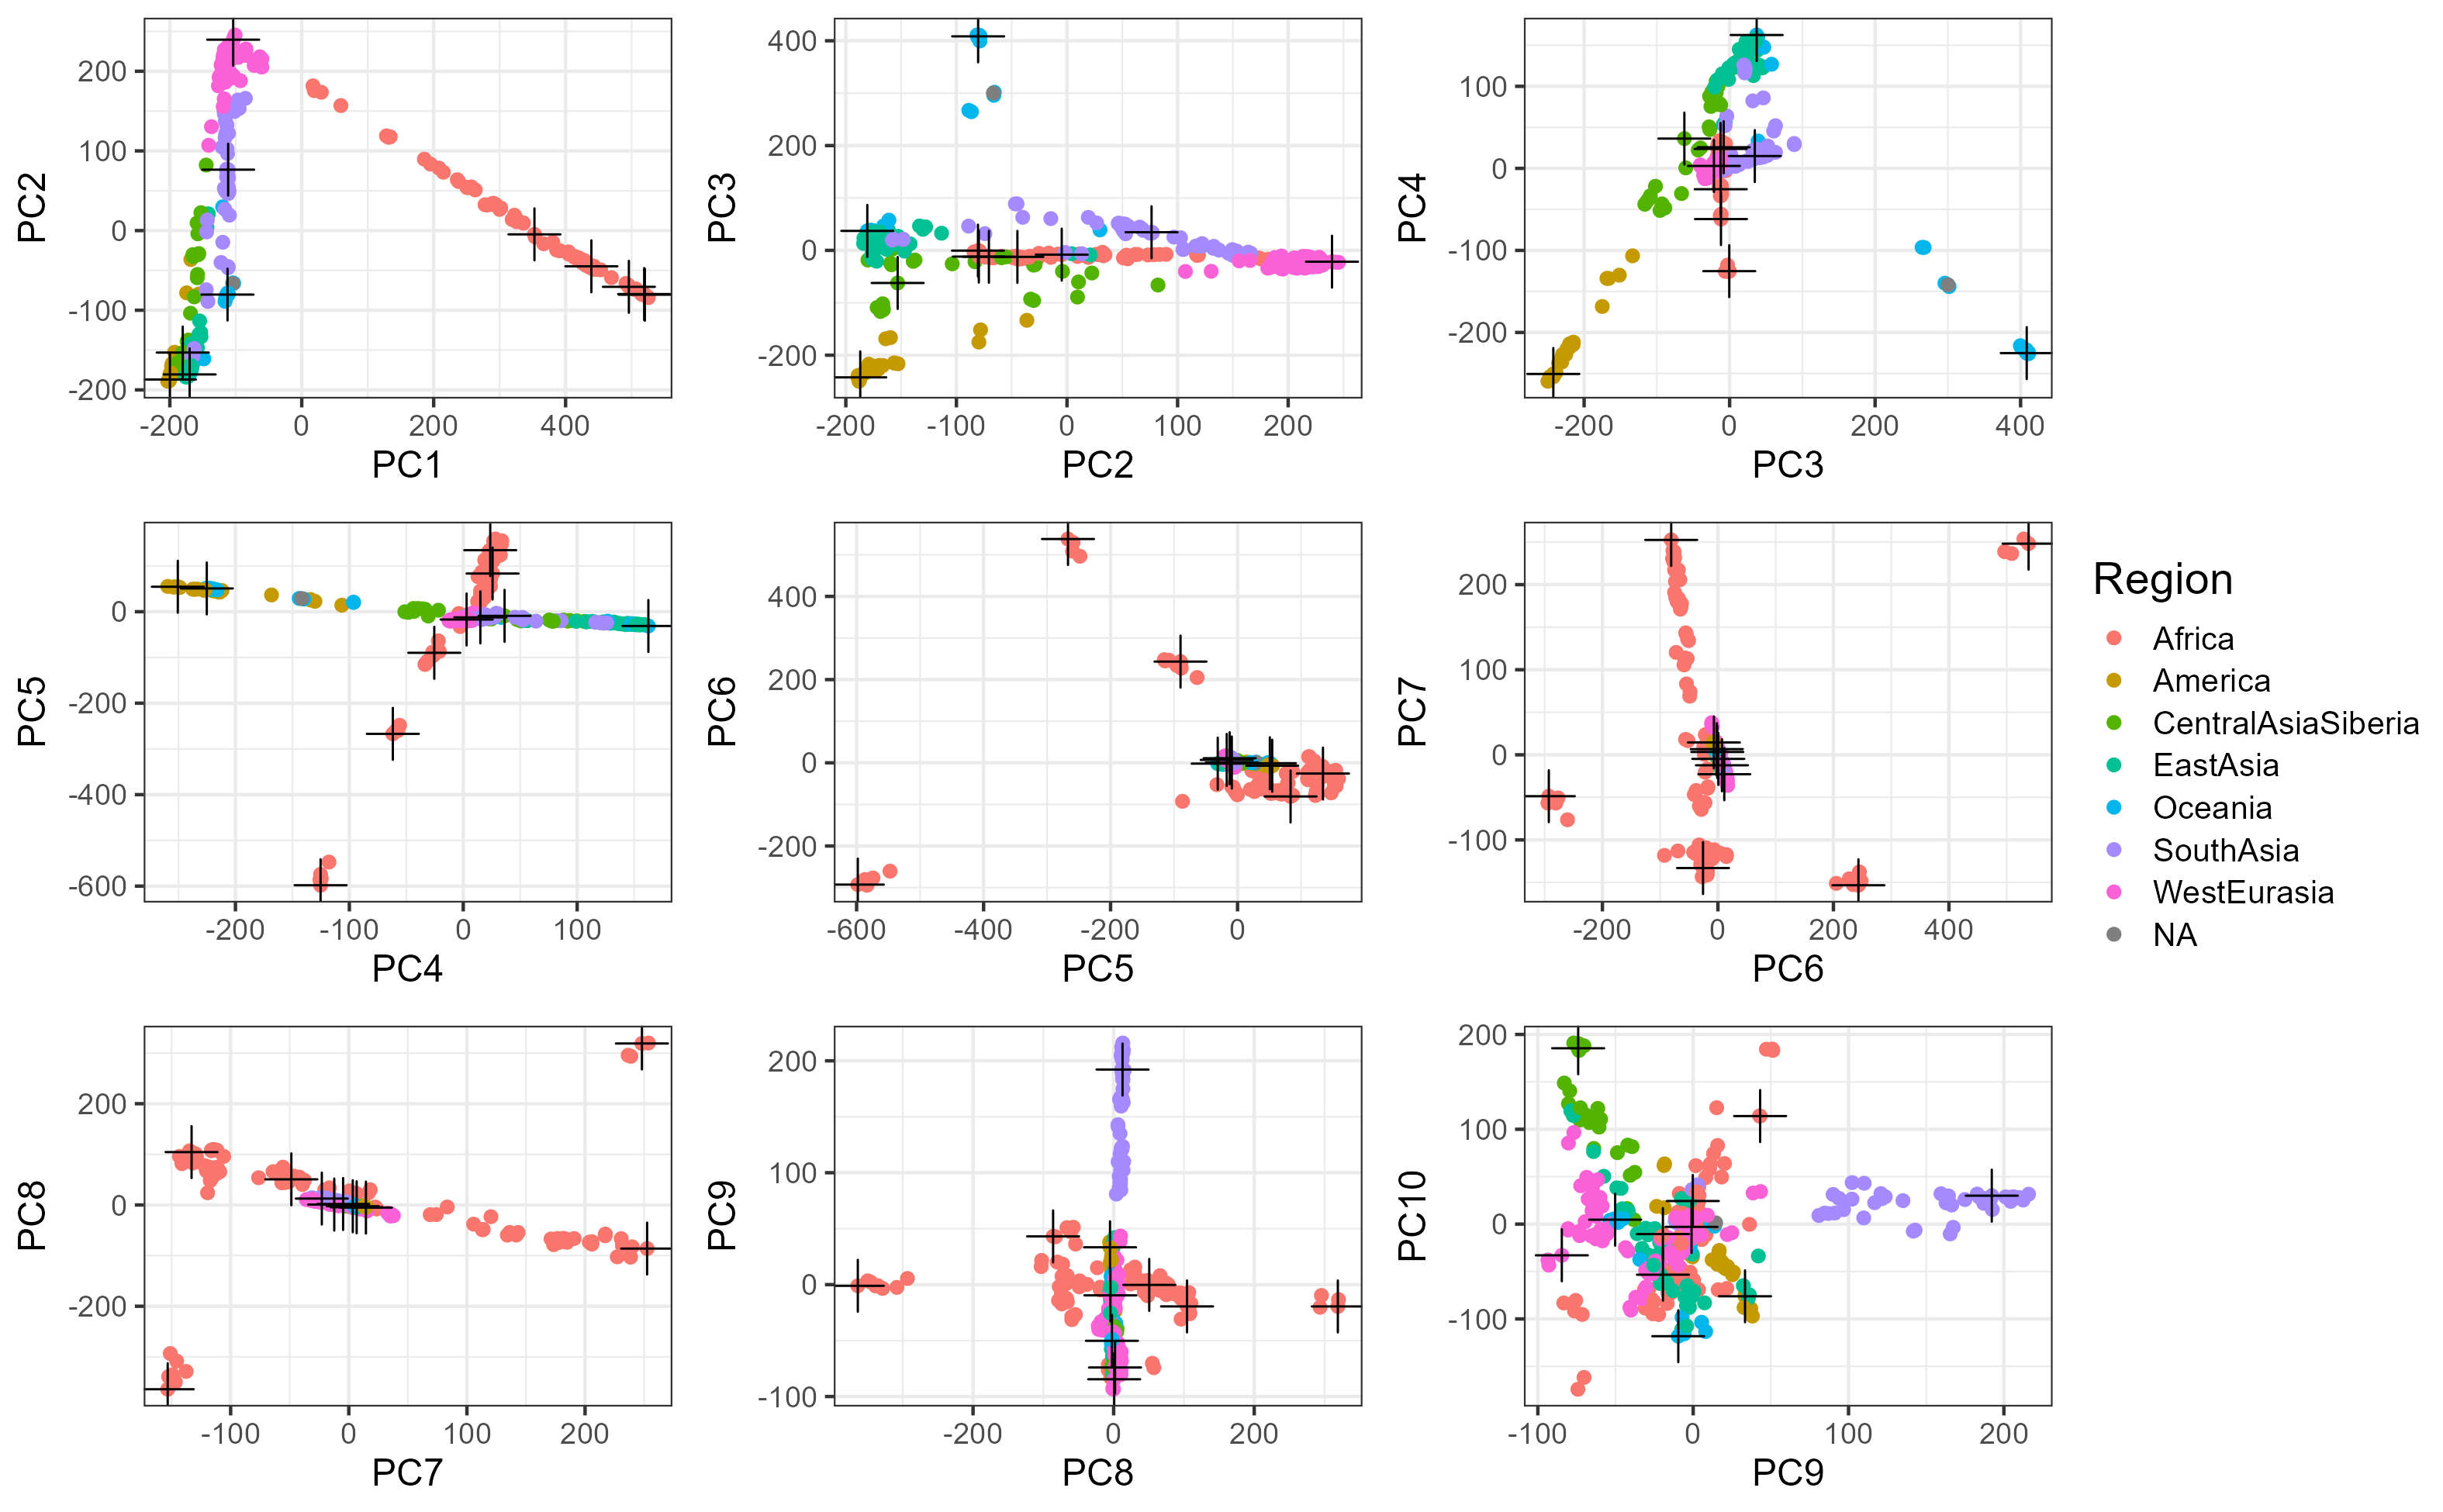 PC2
200
100
0
-100
-200
-200 0 200 400
PC1
PC3
400
200
0
-200
-200 -100 0 100 200
PC2
PC4
100
0
-100
-200
-200 0 200 400
PC3
PC5
0
-200
-400
-600
-200 -100 0 100
PC4
PC6
400
200
0
-200
-600 -400 -200 0
PC5
PC7
200
100
0
-100
-200 0 200 400
PC6
Region
Africa
America
CentralAsiaSiberia
EastAsia
Oceania
SouthAsia
WestEurasia
NA
PC8
200
0
-200
-100 0 100 200
PC7
PC9
200
100
0
-100
-200 0 200
PC8
PC10
200
100
0
-100
-100 0 100 200
PC9